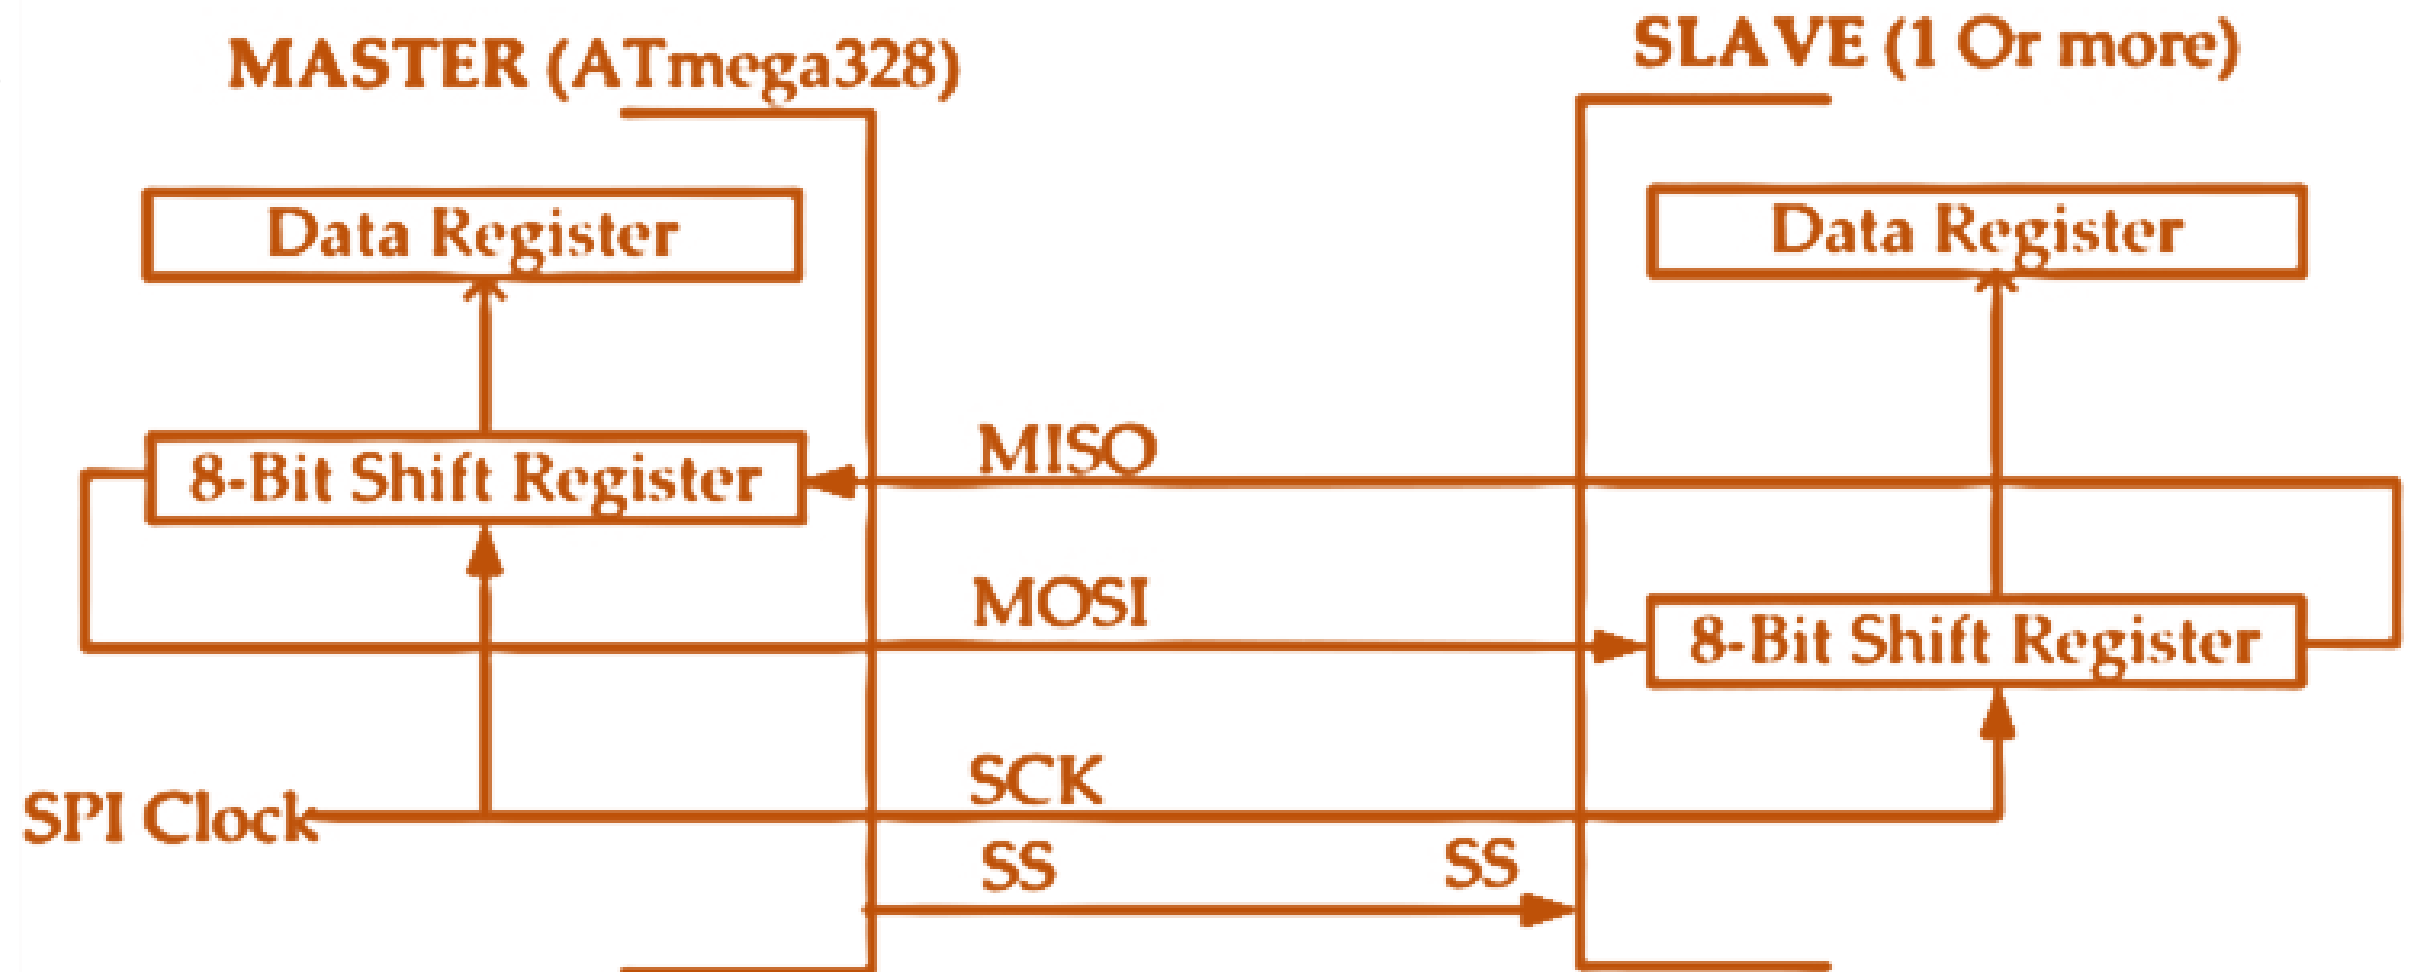 MASTER (ATmega328)
SLAVE (1 Or more)
Data Register
Data Register
MISO
8-Bit Shift Register
MOSI
8-Bit Shift Register
SCK
SPI Clock
SS
SS